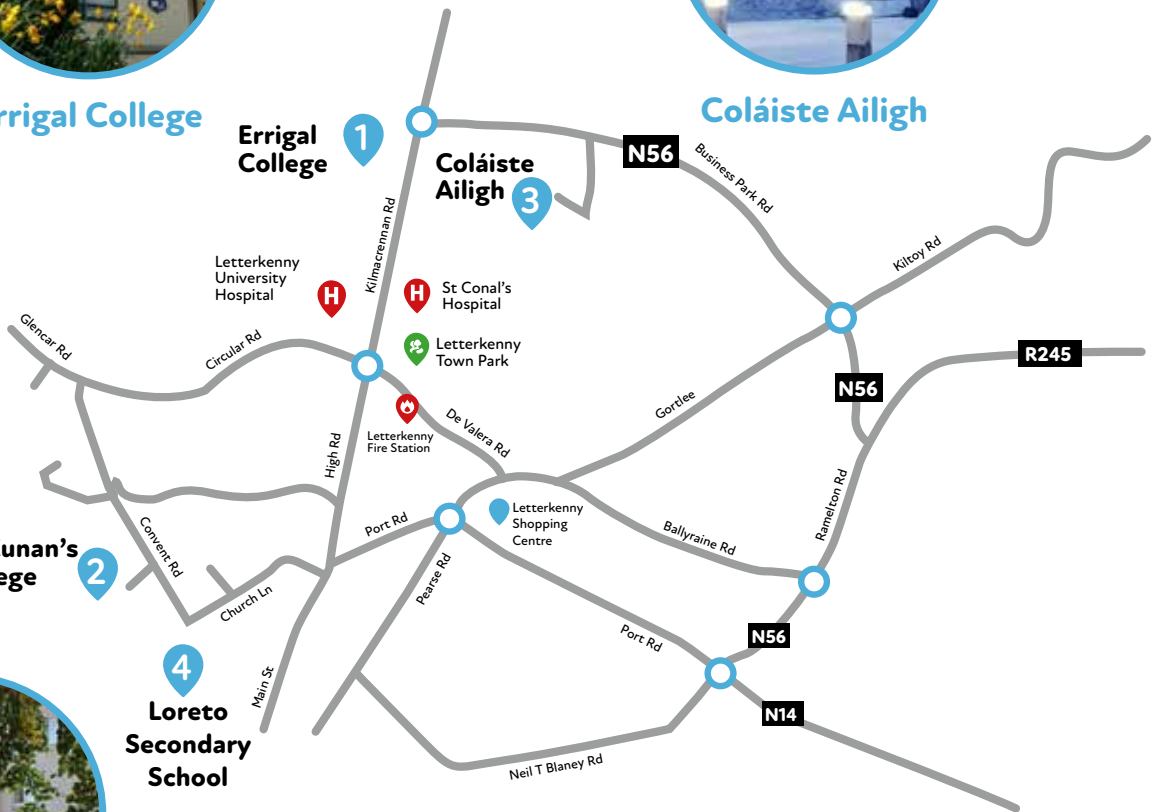 rrigal College
Coláiste Ailigh
Errigal
College
1
Coláiste
Ailigh
3
N56
Business Park Rd
Kilmacrennan Rd
Kiltoy Rd
Letterkenny
University
Hospital
H
H
St Conal's
Hospital
Letterkenny
Town Park
Glencar Rd
Circular Rd
R245
N56
Gortlee
De Valera Rd
Letterkenny
Fire Station
High Rd
Ramelton Rd
Letterkenny
Shopping
Centre
Port Rd
Ballyraine Rd
Convent Rd
unan's
ege
2
Pearse Rd
Church Ln
Port Rd
N56
4
Loreto
Secondary
School
Main St
N14
Neil T Blaney Rd